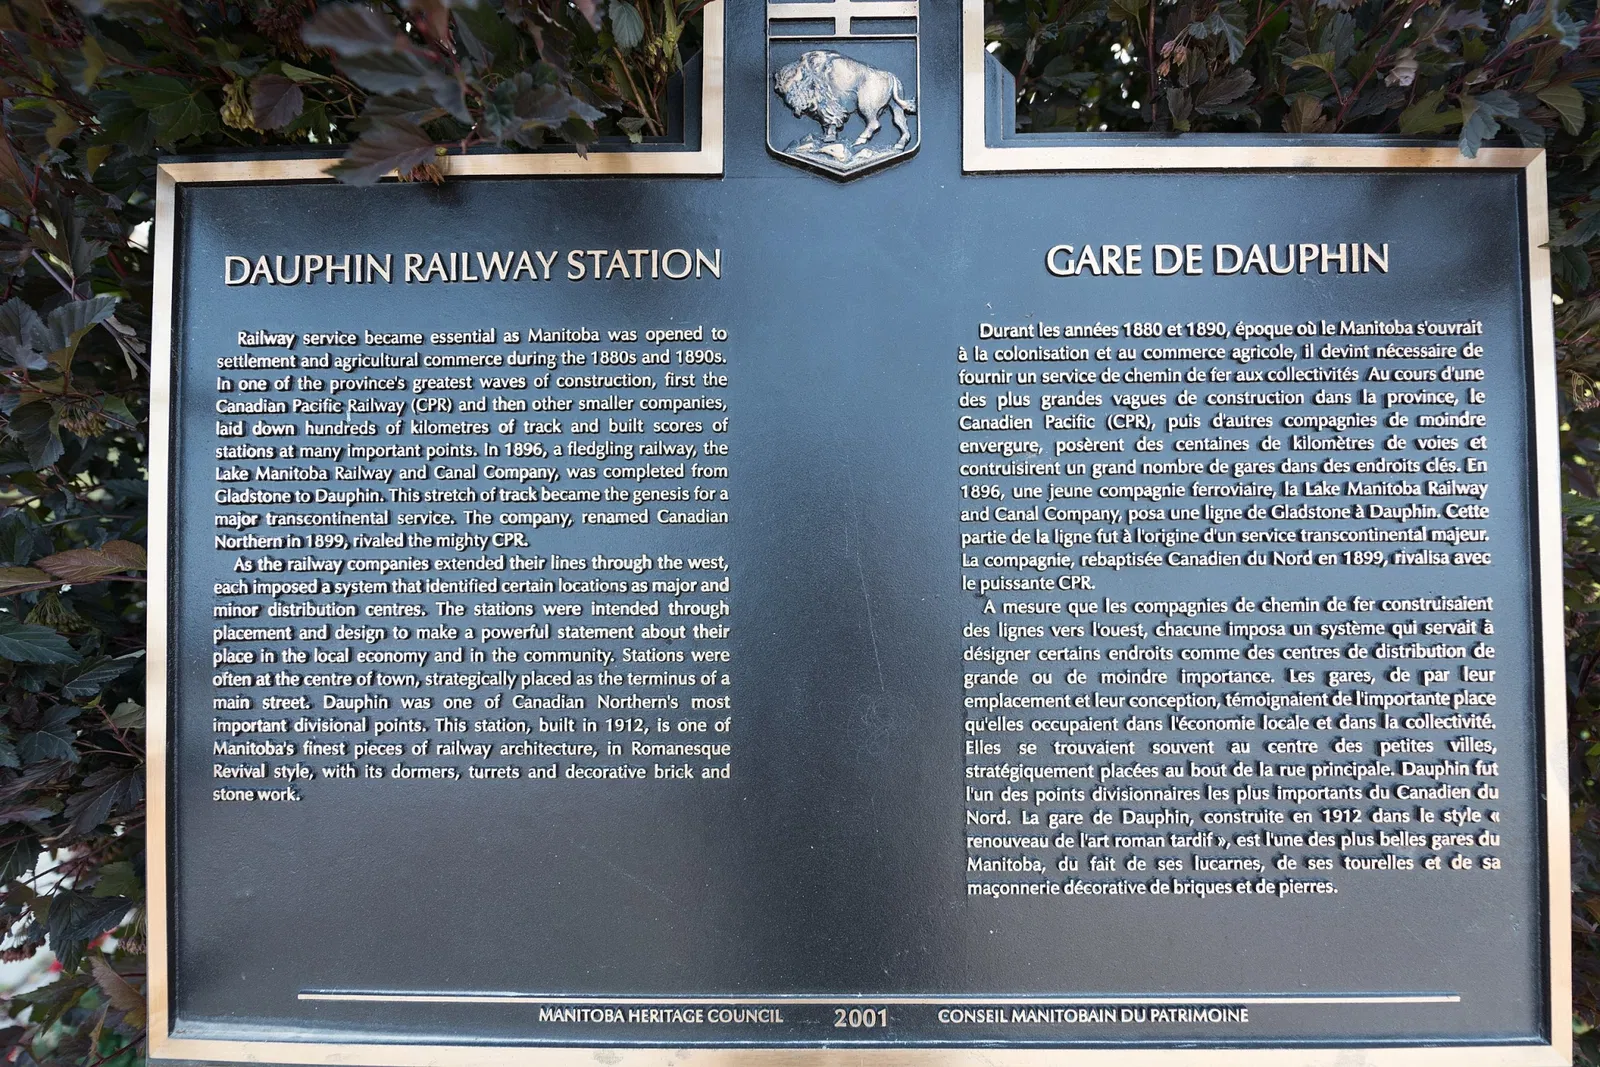 DAUPHIN RAILWAY STATION
Railway service became essential as Manitoba was opened to
settlement and agricultural commerce during the 1880s and 1890s.
In one of the province's greatest waves of construction, first the
Canadian Pacific Railway (CPR) and then other smaller companies,
laid down hundreds of kilometres of track and built scores of
stations at many important points. In 1896, a fledgling railway, the
Lake Manitoba Railway and Canal Company, was completed from
Gladstone to Dauphin. This stretch of track became the genesis for a
major transcontinental service. The company, renamed Canadian
Northern in 1899, rivaled the mighty CPR.
As the railway companies extended their lines through the west,
each imposed a system that identified certain locations as major and
minor distribution centres. The stations were intended through
placement and design to make a powerful statement about their
place in the local economy and in the community. Stations were
often at the centre of town, strategically placed as the terminus of a
main street. Dauphin was one of Canadian Northern's most
important divisional points. This station, built in 1912, is one of
Manitoba's finest pieces of railway architecture, in Romanesque
Revival style, with its dormers, turrets and decorative brick and
stone work.
GARE DE DAUPHIN
Durant les années 1880 et 1890, époque où le Manitoba s'ouvrait
à la colonisation et au commerce agricole, il devint nécessaire de
fournir un service de chemin de fer aux collectivités Au cours d'une
des plus grandes vagues de construction dans la province, le
Canadien Pacific (CPR), puis d'autres compagnies de moindre
envergure, posèrent des centaines de kilomètres de voies et
contruisirent un grand nombre de gares dans des endroits clés. En
1896, une jeune compagnie ferroviaire, la Lake Manitoba Railway
and Canal Company, posa une ligne de Gladstone à Dauphin. Cette
partie de la ligne fut à l'origine d'un service transcontinental majeur.
La compagnie, rebaptisée Canadien du Nord en 1899, rivalisa avec
le puissante CPR.
A mesure que les compagnies de chemin de fer construisaient
des lignes vers l'ouest, chacune imposa un système qui servait à
désigner certains endroits comme des centres de distribution de
grande ou de moindre importance. Les gares, de par leur
emplacement et leur conception, témoignaient de l'importante place
qu'elles occupaient dans l'économie locale et dans la collectivité.
Elles se trouvaient souvent au centre des petites villes,
stratégiquement placées au bout de la rue principale. Dauphin fut
l'un des points divisionnaires les plus importants du Canadien du
Nord. La gare de Dauphin, construite en 1912 dans le style «
renouveau de l'art roman tardif », est l'une des plus belles gares du
Manitoba, du fait de ses lucarnes, de ses tourelles et de sa
maçonnerie décorative de briques et de pierres.
MANITOBA HERITAGE COUNCIL 2001 CONSEIL MANITOBAIN DU PATRIMOINE